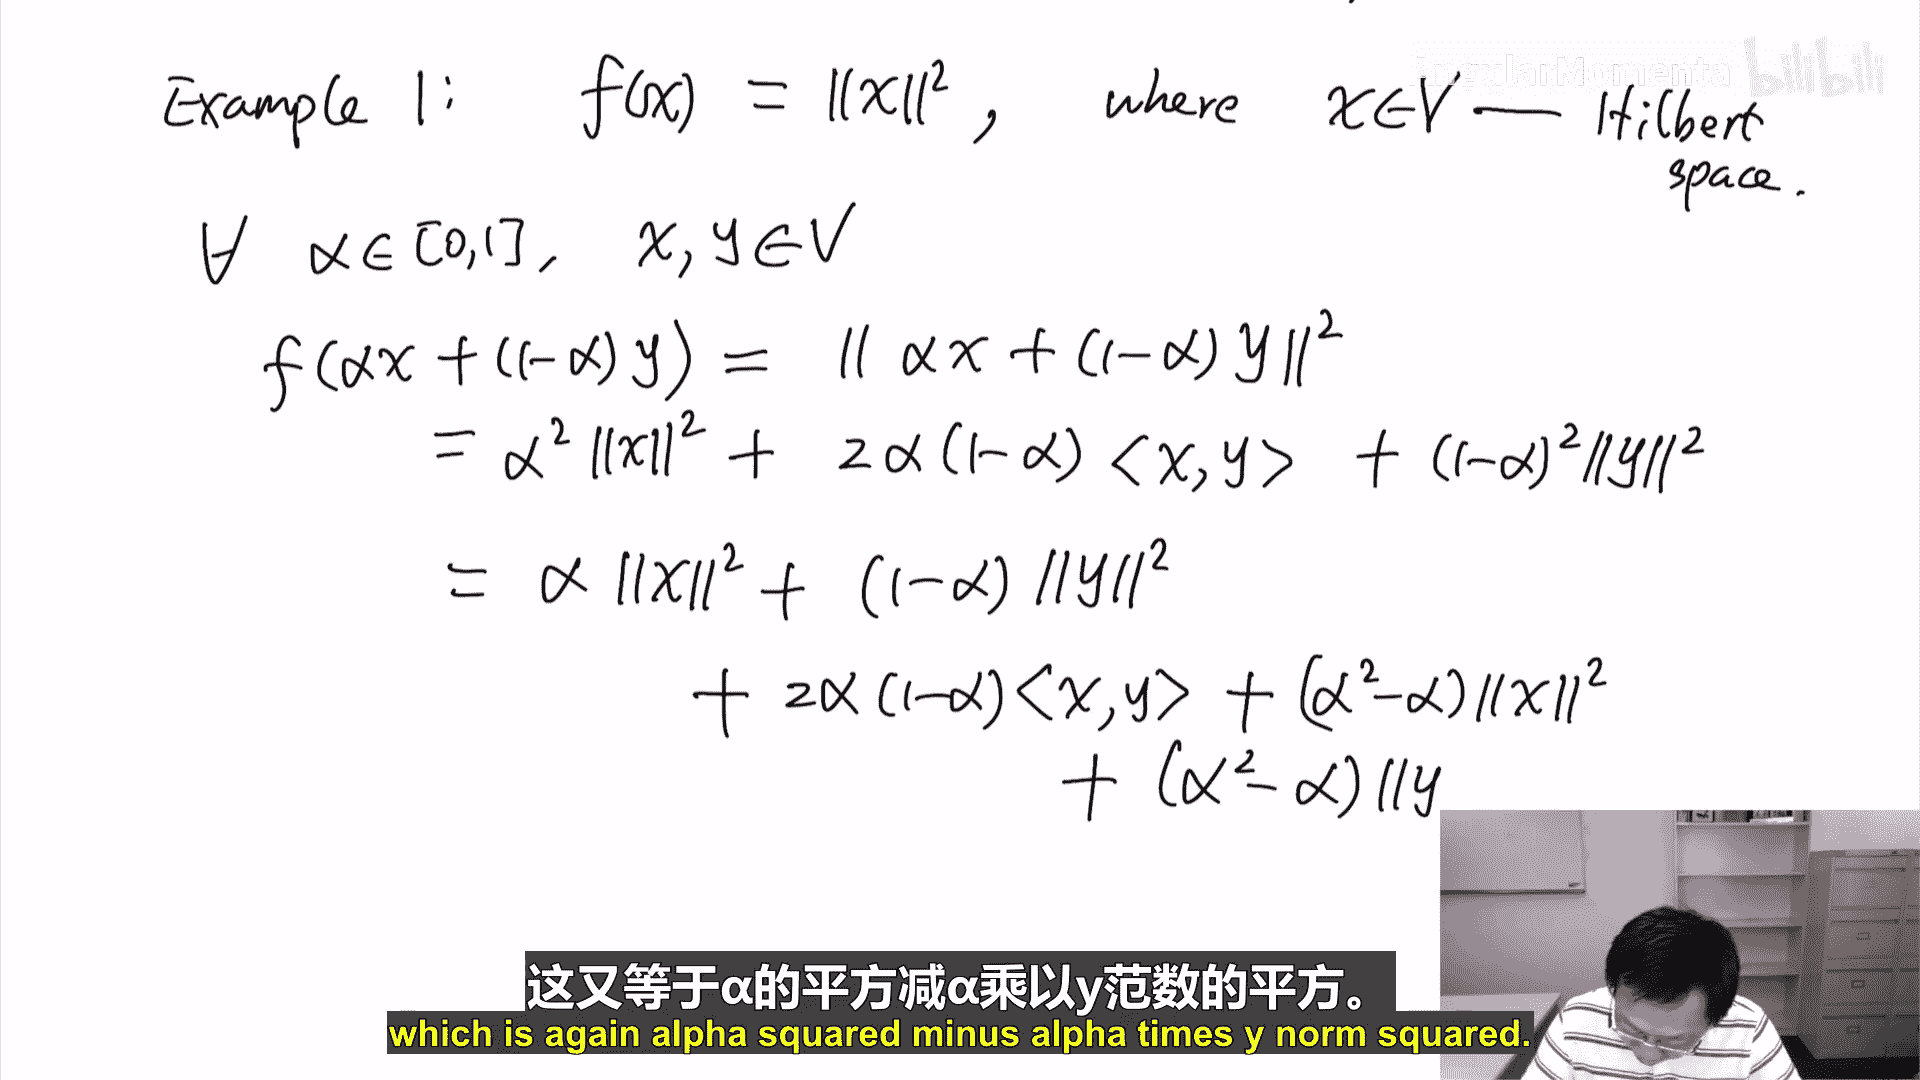 AngularMomenta bilibili
Example 1: f(x) = ||x||², where x∈V — Hilbert
space.
∀ α∈[0,1], x, y∈V
f(αx + (1-α)y) = || αx + (1-α) y ||²
= α² ||x||² + 2α(1-α) <x, y> + (1-α)² ||y||²
= α ||x||² + (1-α) ||y||²
+ 2α(1-α)<x, y> + (α²-α) ||x||²
+ (α²-α) ||y
这又等于α的平方减α乘以y范数的平方。
which is again alpha squared minus alpha times y norm squared.